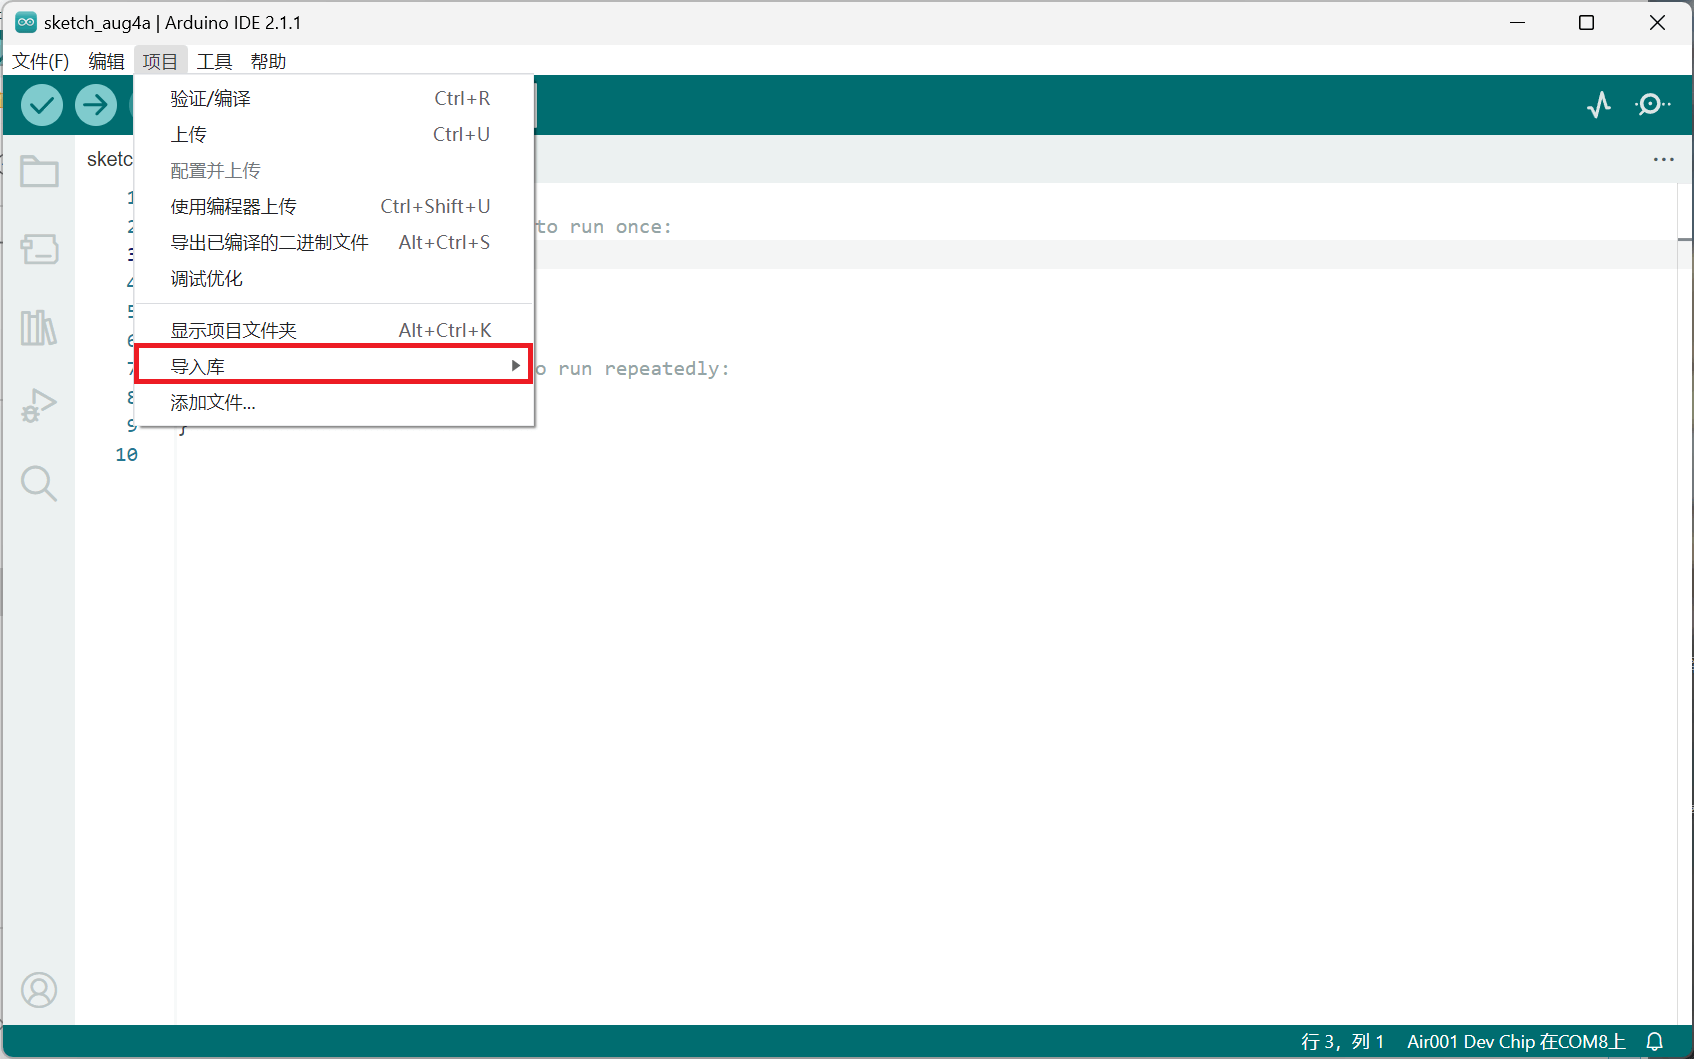 sketch_aug4a | Arduino IDE 2.1.1
文件(F) 编辑 项目 工具 帮助
验证/编译 Ctrl+R
上传 Ctrl+U
配置并上传
使用编程器上传 Ctrl+Shift+U
导出已编译的二进制文件 Alt+Ctrl+S
调试优化
显示项目文件夹 Alt+Ctrl+K
导入库
添加文件...
sketc
1
2 to run once:
3
4
5
6
7 o run repeatedly:
8
9 }
10
行 3，列 1 Air001 Dev Chip 在COM8上